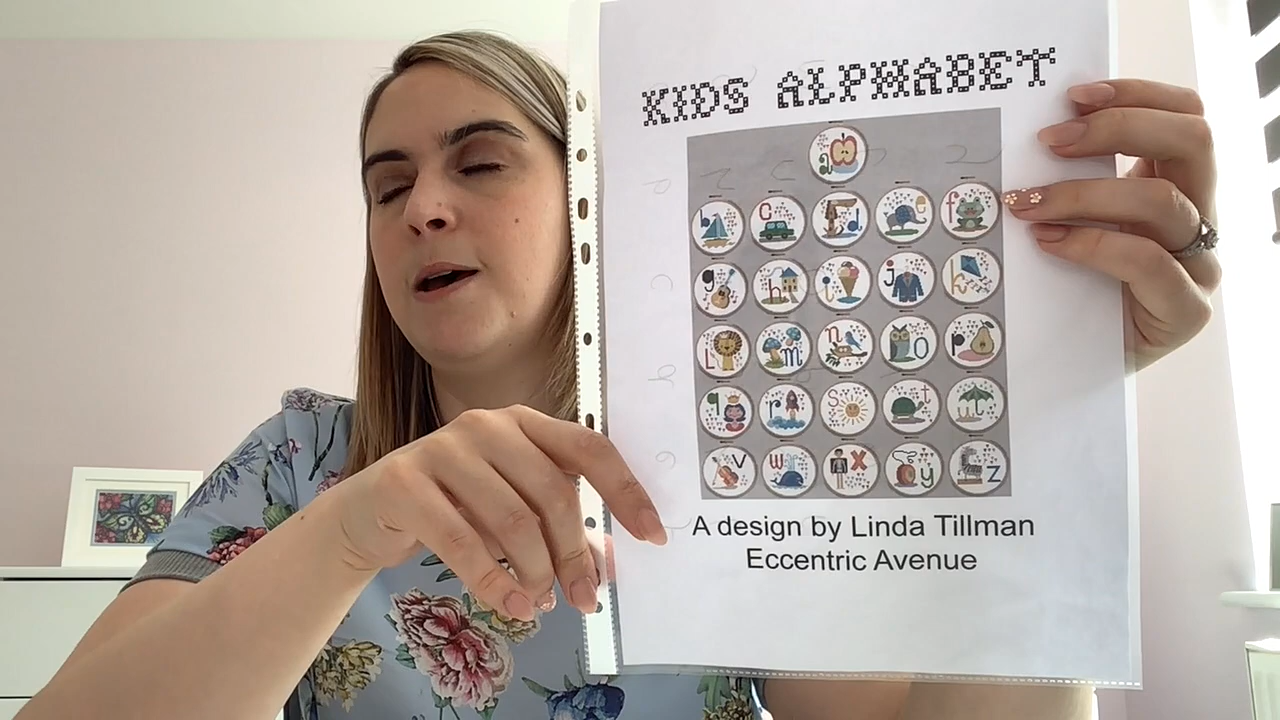 KIDS ALPHABET
a
b c d e f
g h i j k
L m n o p
q r s t u
v w x y z
A design by Linda Tillman
Eccentric Avenue